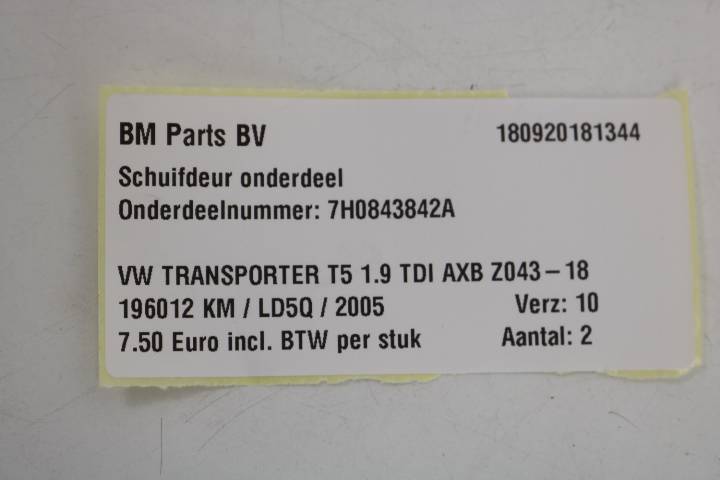 BM Parts BV 180920181344
Schuifdeur onderdeel
Onderdeelnummer: 7H0843842A
VW TRANSPORTER T5 1.9 TDI AXB Z043-18
196012 KM / LD5Q / 2005 Verz: 10
7.50 Euro incl. BTW per stuk Aantal: 2